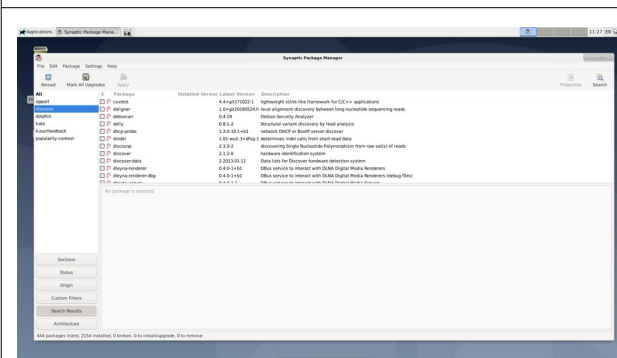 Applications Synaptic Package Mana... 11:27 EN
Synaptic Package Manager
File Edit Package Settings Help
Reload Mark All Upgrades Apply Properties Search
All
apport
discover
dolphin
kate
kuserfeedback
popularity-contest
S Package Installed Version Latest Version Description
cxxtest 4.4+git171022-1 lightweight xUnit-like framework for C/C++ applications
daligner 1.0+git20180524.f local alignment discovery between long nucleotide sequencing reads
debsecan 0.4.19 Debian Security Analyzer
delly 0.8.1-2 Structural variant discovery by read analysis
dhcp-probe 1.3.0-10.1+b1 network DHCP or BootP server discover
dindel 1.01-wu1-3+dfsg-1 determines indel calls from short-read data
discosnp 2.3.0-2 discovering Single Nucleotide Polymorphism from raw set(s) of reads
discover 2.1.2-8 hardware identification system
discover-data 2.2013.01.11 Data lists for Discover hardware detection system
dleyna-renderer 0.6.0-1+b1 DBus service to interact with DLNA Digital Media Renderers
dleyna-renderer-dbg 0.6.0-1+b1 DBus service to interact with DLNA Digital Media Renderers (debug files)
No package is selected.
Sections
Status
Origin
Custom Filters
Search Results
Architecture
444 packages listed, 2154 installed, 0 broken. 0 to install/upgrade, 0 to remove